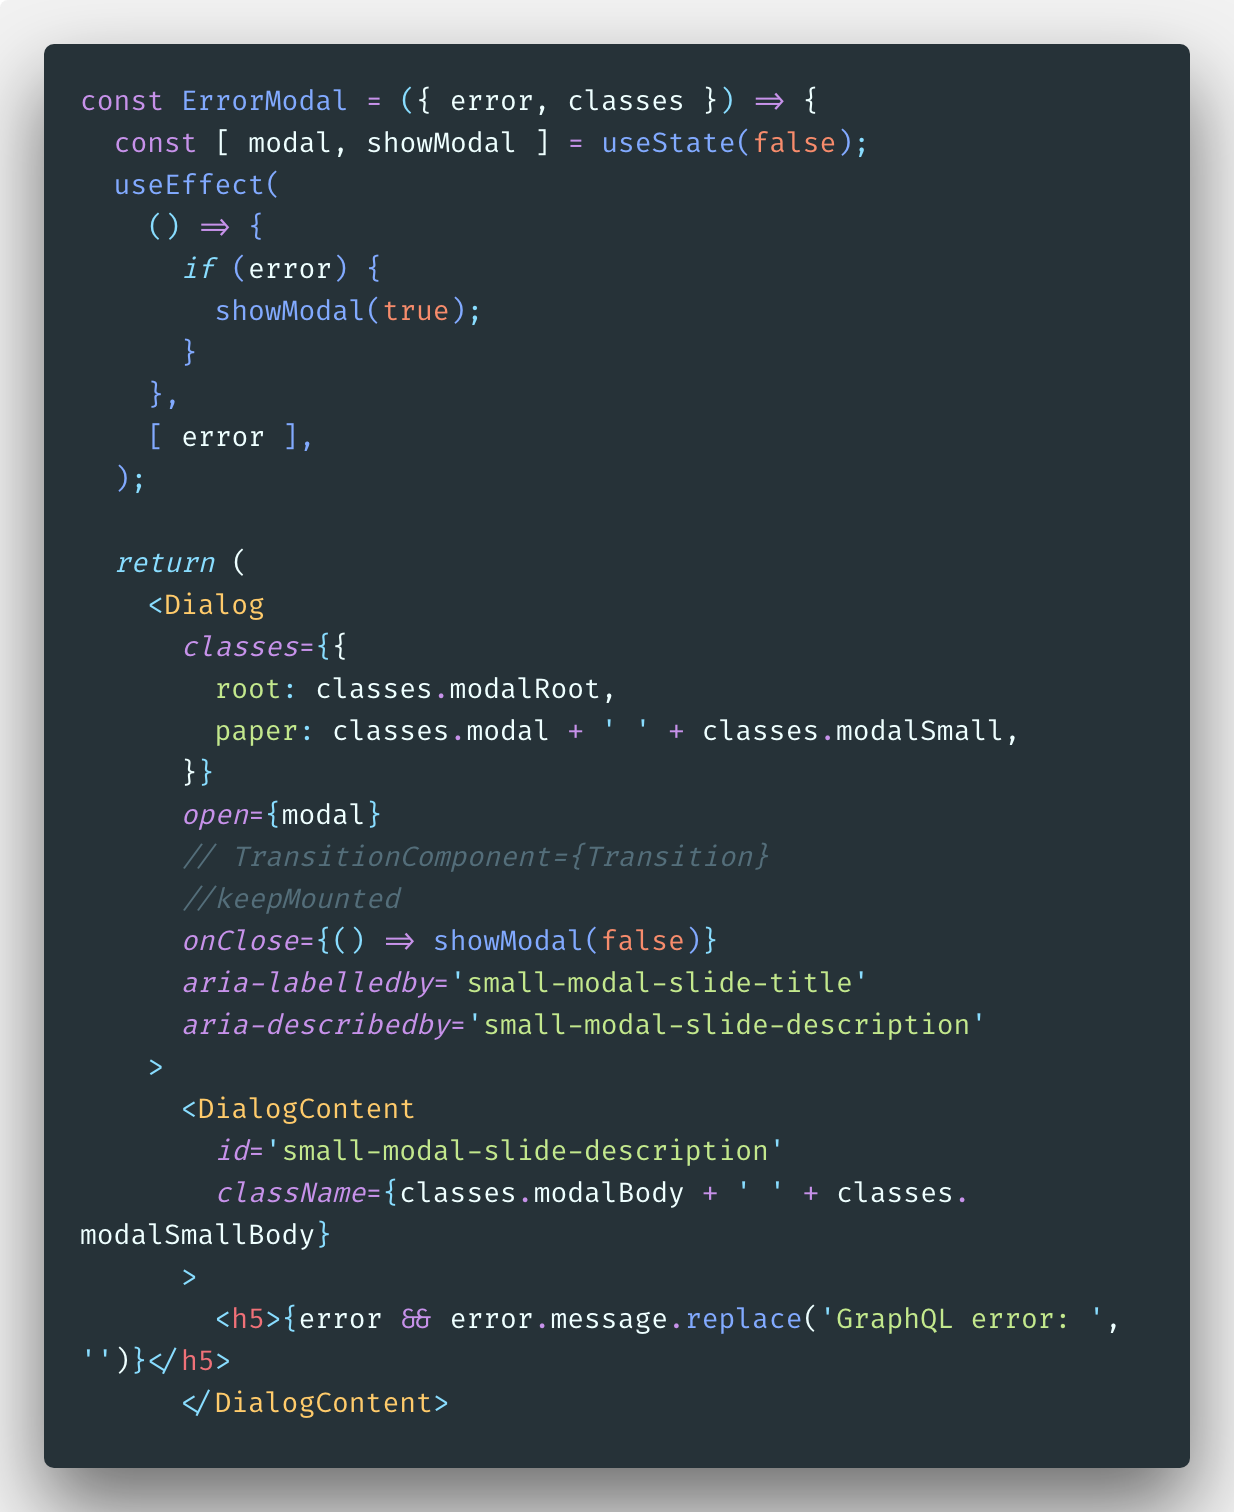 const ErrorModal = ({ error, classes }) => {
  const [ modal, showModal ] = useState(false);
  useEffect(
    () => {
      if (error) {
        showModal(true);
      }
    },
    [ error ],
  );

  return (
    <Dialog
      classes={{
        root: classes.modalRoot,
        paper: classes.modal + ' ' + classes.modalSmall,
      }}
      open={modal}
      // TransitionComponent={Transition}
      //keepMounted
      onClose={() => showModal(false)}
      aria-labelledby='small-modal-slide-title'
      aria-describedby='small-modal-slide-description'
    >
      <DialogContent
        id='small-modal-slide-description'
        className={classes.modalBody + ' ' + classes.
modalSmallBody}
      >
        <h5>{error && error.message.replace('GraphQL error: ',
'')}</h5>
      </DialogContent>